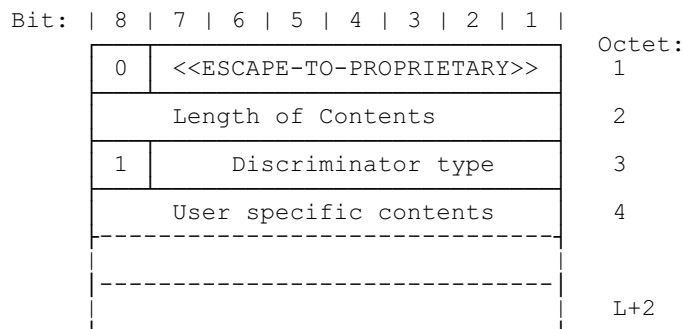 Bit: | 8 | 7 | 6 | 5 | 4 | 3 | 2 | 1 |
Octet:
0 <<ESCAPE-TO-PROPRIETARY>> 1
Length of Contents 2
1 Discriminator type 3
User specific contents 4
L+2